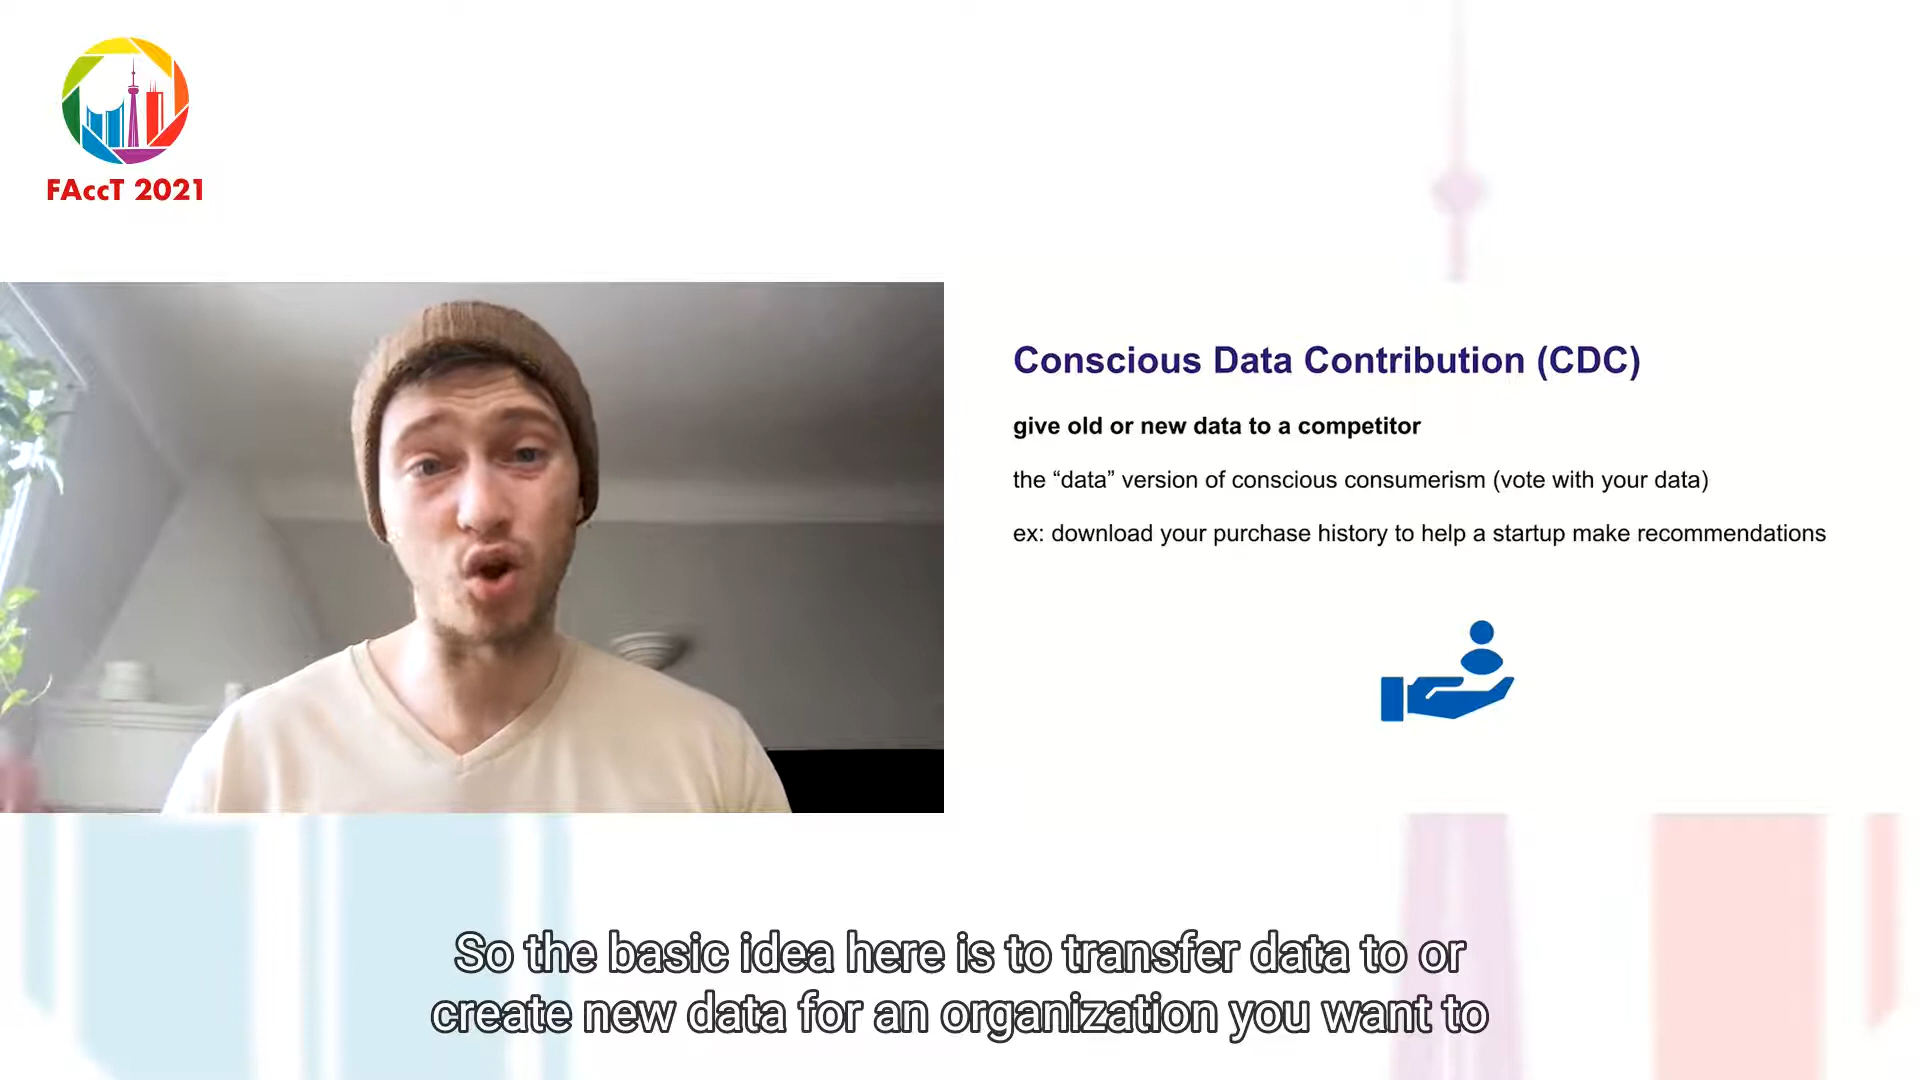 FAccT 2021
Conscious Data Contribution (CDC)
give old or new data to a competitor
the “data” version of conscious consumerism (vote with your data)
ex: download your purchase history to help a startup make recommendations
So the basic idea here is to transfer data to or
create new data for an organization you want to